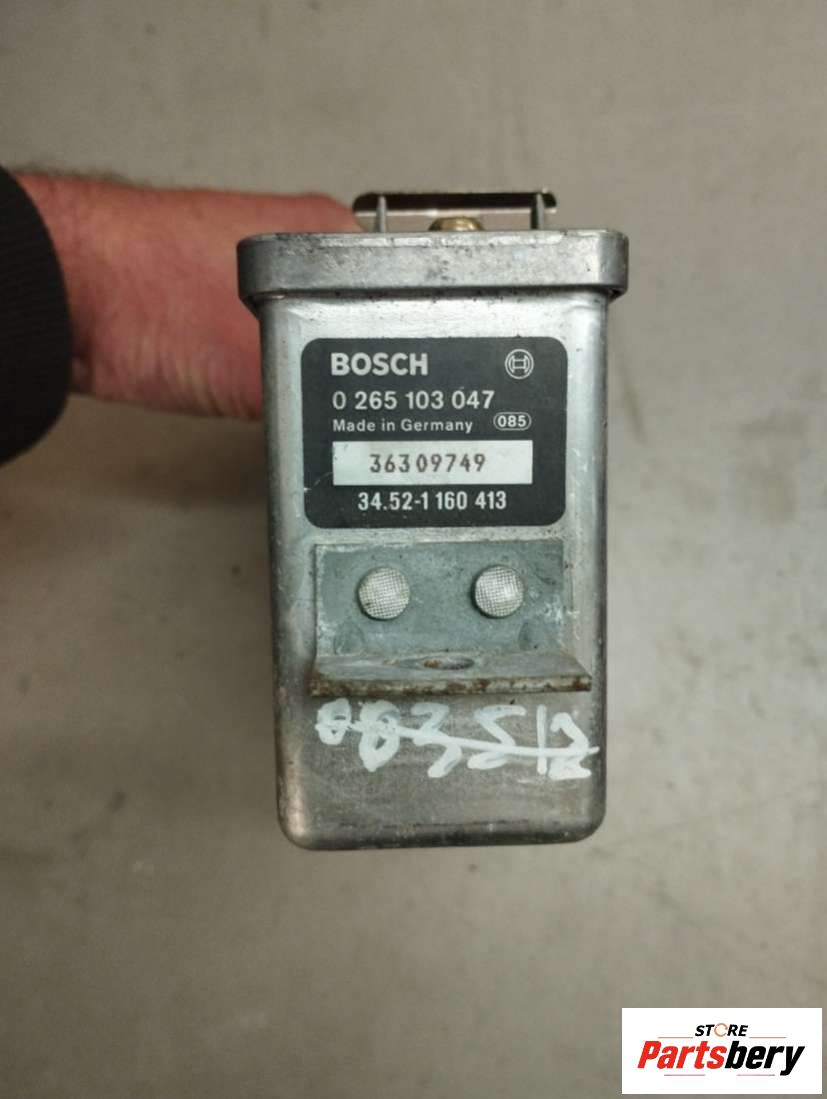 BOSCH
0 265 103 047
Made in Germany 085
36309749
34.52-1 160 413
STORE
Partsbery